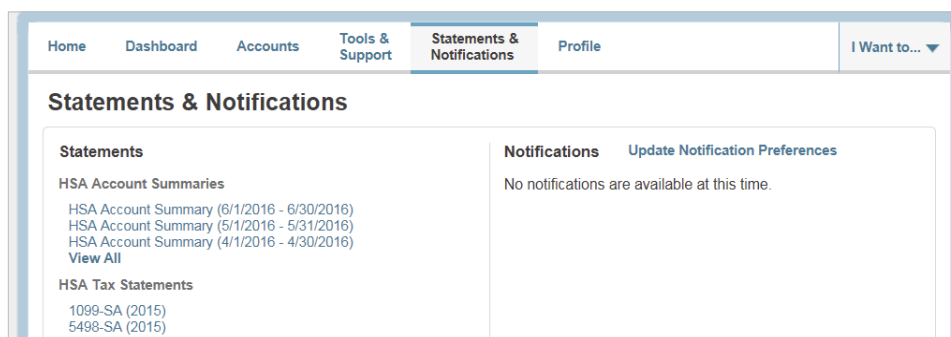 Home
Dashboard
Accounts
Tools &
Support
Statements &
Notifications
Profile
I Want to...
Statements & Notifications
Statements
HSA Account Summaries
HSA Account Summary (6/1/2016 - 6/30/2016)
HSA Account Summary (5/1/2016 - 5/31/2016)
HSA Account Summary (4/1/2016 - 4/30/2016)
View All
HSA Tax Statements
1099-SA (2015)
5498-SA (2015)
Notifications
Update Notification Preferences
No notifications are available at this time.